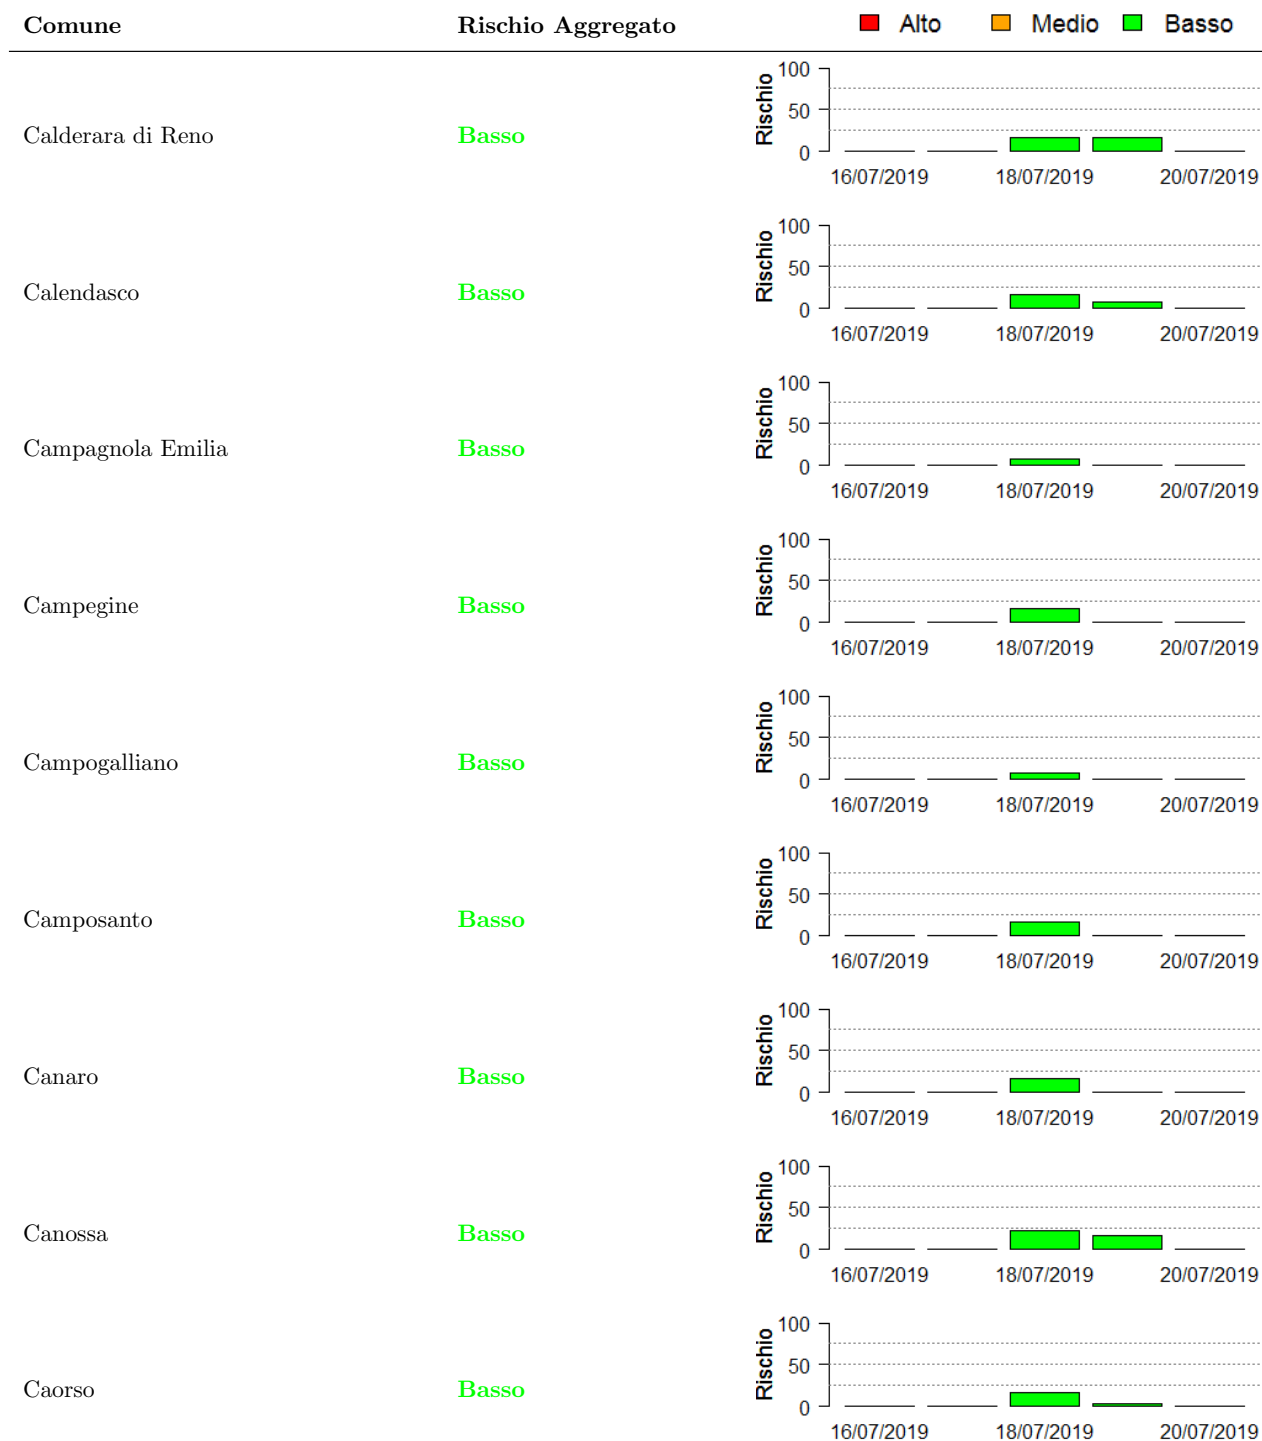 Comune Rischio Aggregato Alto Medio Basso
100
50
0
Rischio
Calderara di Reno Basso
16/07/2019 18/07/2019 20/07/2019
100
50
0
Rischio
Calendasco Basso
16/07/2019 18/07/2019 20/07/2019
100
50
0
Rischio
Campagnola Emilia Basso
16/07/2019 18/07/2019 20/07/2019
100
50
0
Rischio
Campegine Basso
16/07/2019 18/07/2019 20/07/2019
100
50
0
Rischio
Campogalliano Basso
16/07/2019 18/07/2019 20/07/2019
100
50
0
Rischio
Camposanto Basso
16/07/2019 18/07/2019 20/07/2019
100
50
0
Rischio
Canaro Basso
16/07/2019 18/07/2019 20/07/2019
100
50
0
Rischio
Canossa Basso
16/07/2019 18/07/2019 20/07/2019
100
50
0
Rischio
Caorso Basso
16/07/2019 18/07/2019 20/07/2019